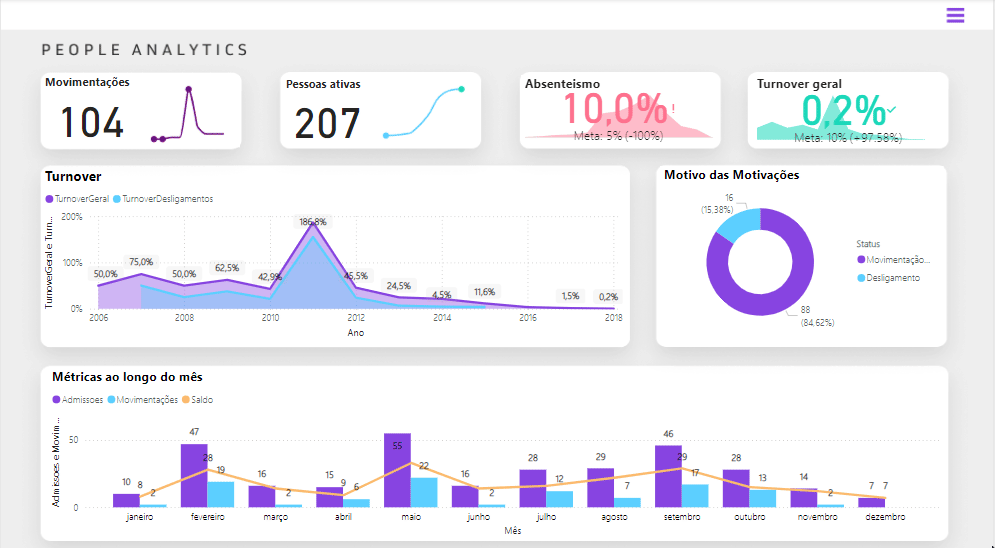 PEOPLE ANALYTICS
Movimentações
104
Pessoas ativas
207
Absenteismo
10,0%!
Meta: 5% (-100%)
Turnover geral
0,2%
Meta: 10% (+97.58%)
Turnover
TurnoverGeral TurnoverDesligamentos
TurnoverGeral e Turn...
200%
100%
0%
50,0% 75,0% 50,0% 62,5% 42,9% 186,8% 45,5% 24,5% 4,5% 11,6% 1,5% 0,2%
2006 2008 2010 2012 2014 2016 2018
Ano
Motivo das Motivações
16
(15,38%)
88
(84,62%)
Status
Movimentação...
Desligamento
Métricas ao longo do mês
Admissoes Movimentações Saldo
Admissoes e Movim...
50
0
10 8 2 47 28 19 16 2 15 9 6 55 22 16 2 28 12 29 46 29 17 28 13 14 2 7 7
janeiro fevereiro março abril maio junho julho agosto setembro outubro novembro dezembro
Mês